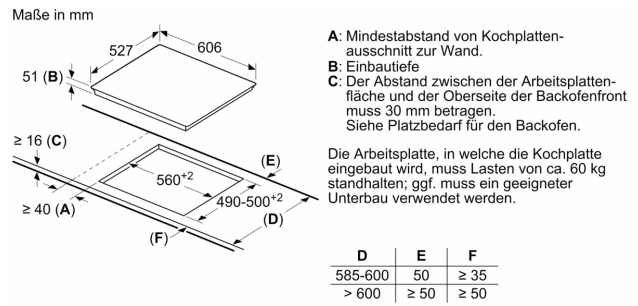 Maße in mm
527
606
51 (B)
≥ 16 (C)
(E)
560+2
490-500+2
≥ 40 (A)
(D)
(F)
A: Mindestabstand von Kochplatten-
ausschnitt zur Wand.
B: Einbautiefe
C: Der Abstand zwischen der Arbeitsplatten-
fläche und der Oberseite der Backofenfront
muss 30 mm betragen.
Siehe Platzbedarf für den Backofen.
Die Arbeitsplatte, in welche die Kochplatte
eingebaut wird, muss Lasten von ca. 60 kg
standhalten; ggf. muss ein geeigneter
Unterbau verwendet werden.
D E F
585-600 50 ≥ 35
> 600 ≥ 50 ≥ 50